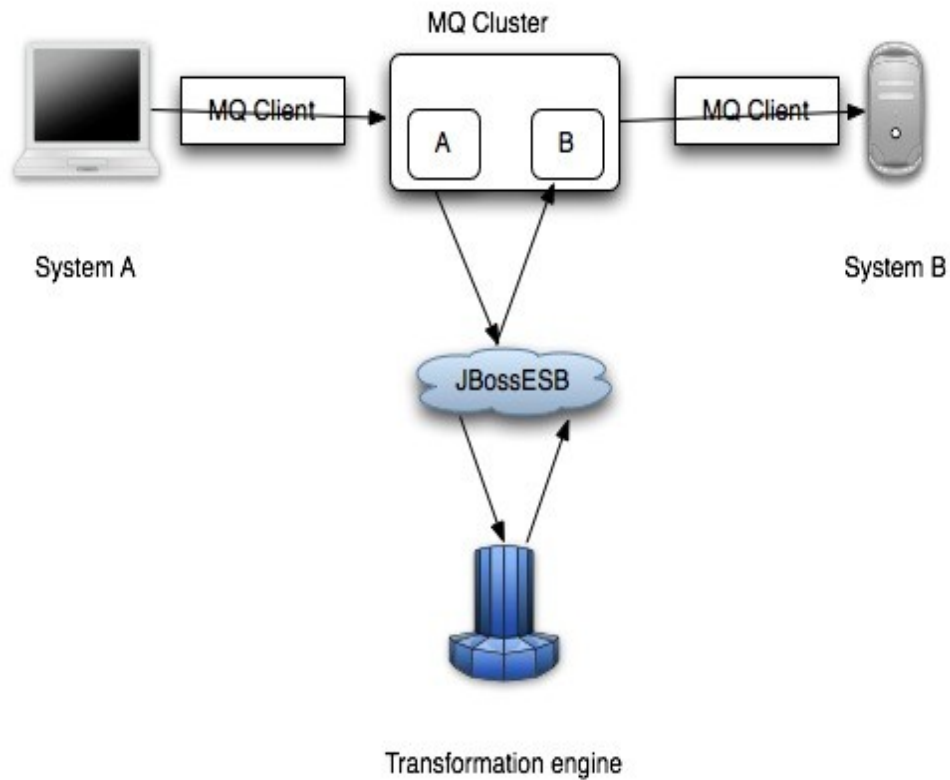 MQ Cluster
MQ Client
A
B
MQ Client
System A
System B
JBossESB
Transformation engine